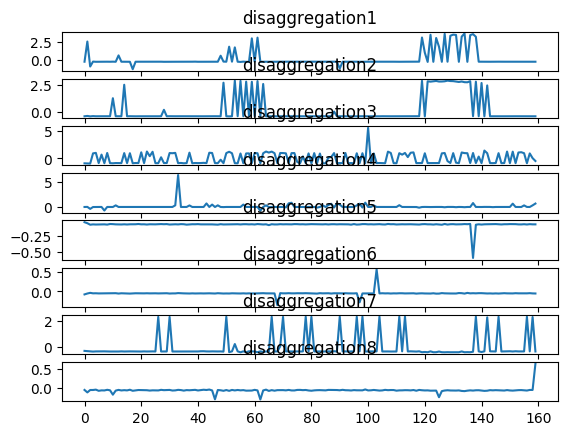 disaggregation1
2.5
0.0
disaggregation2
2.5
0.0
disaggregation3
5
0
disaggregation4
5
0
disaggregation5
−0.25
−0.50
disaggregation6
0.5
0.0
disaggregation7
2
0
disaggregation8
0.5
0.0
0 20 40 60 80 100 120 140 160